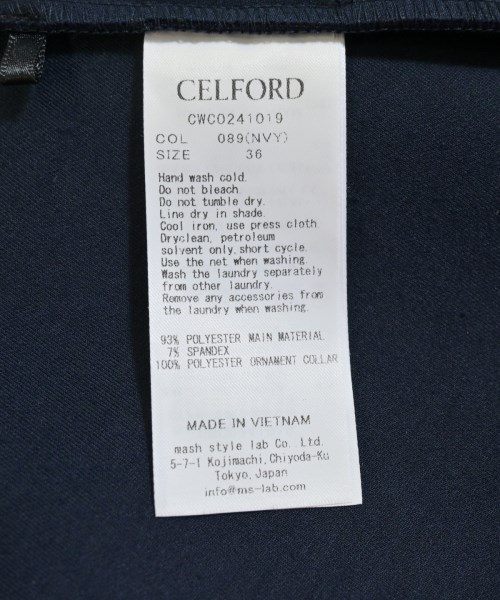 CELFORD
CWCO241019
COL 089(NVY)
SIZE 36
Hand wash cold.
Do not bleach.
Do not tumble dry.
Line dry in shade.
Cool iron, use press cloth.
Dryclean, petroleum
solvent only,short cycle.
Use the net when washing.
Wash the laundry separately
from other laundry.
Remove any accessories from
the laundry when washing.
93% POLYESTER MAIN MATERIAL
7% SPANDEX
100% POLYESTER ORNAMENT COLLAR
MADE IN VIETNAM
mash style lab Co. Ltd.
5-7-1 Kojimachi,Chiyoda-Ku
Tokyo,Japan
info@ms-lab.com